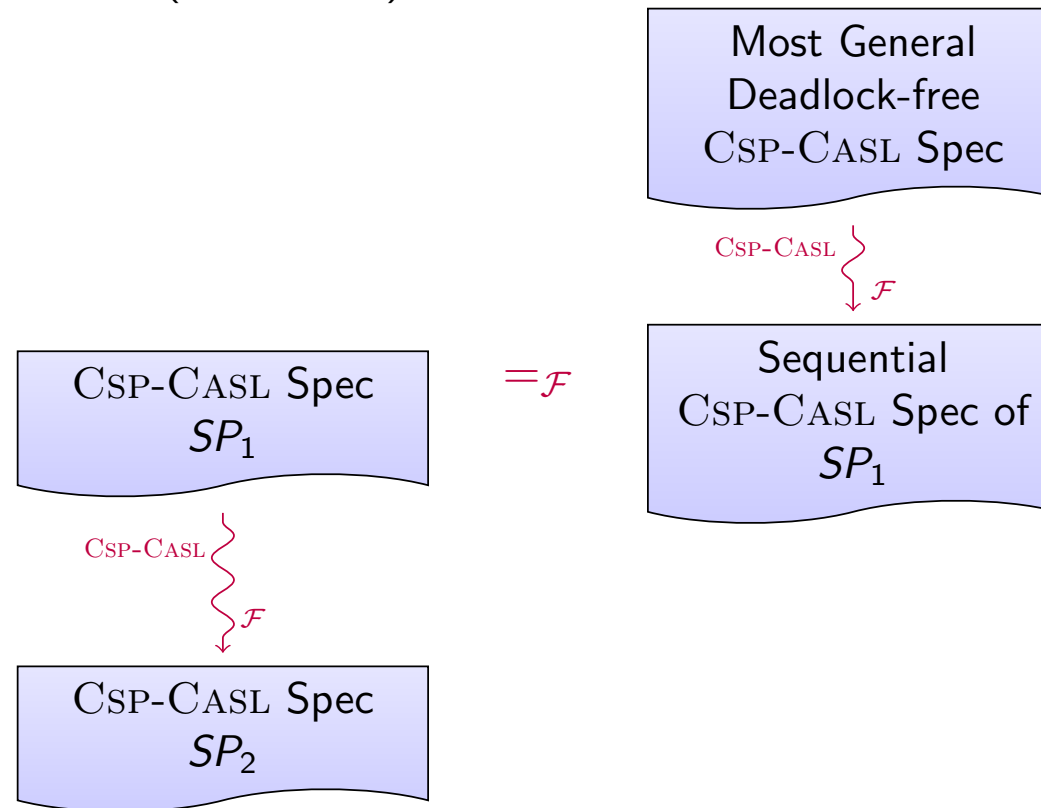 Most General
Deadlock-free
CSP-CASL Spec
CSP-CASL
F
CSP-CASL Spec
SP1
=F
Sequential
CSP-CASL Spec of
SP1
CSP-CASL
F
CSP-CASL Spec
SP2